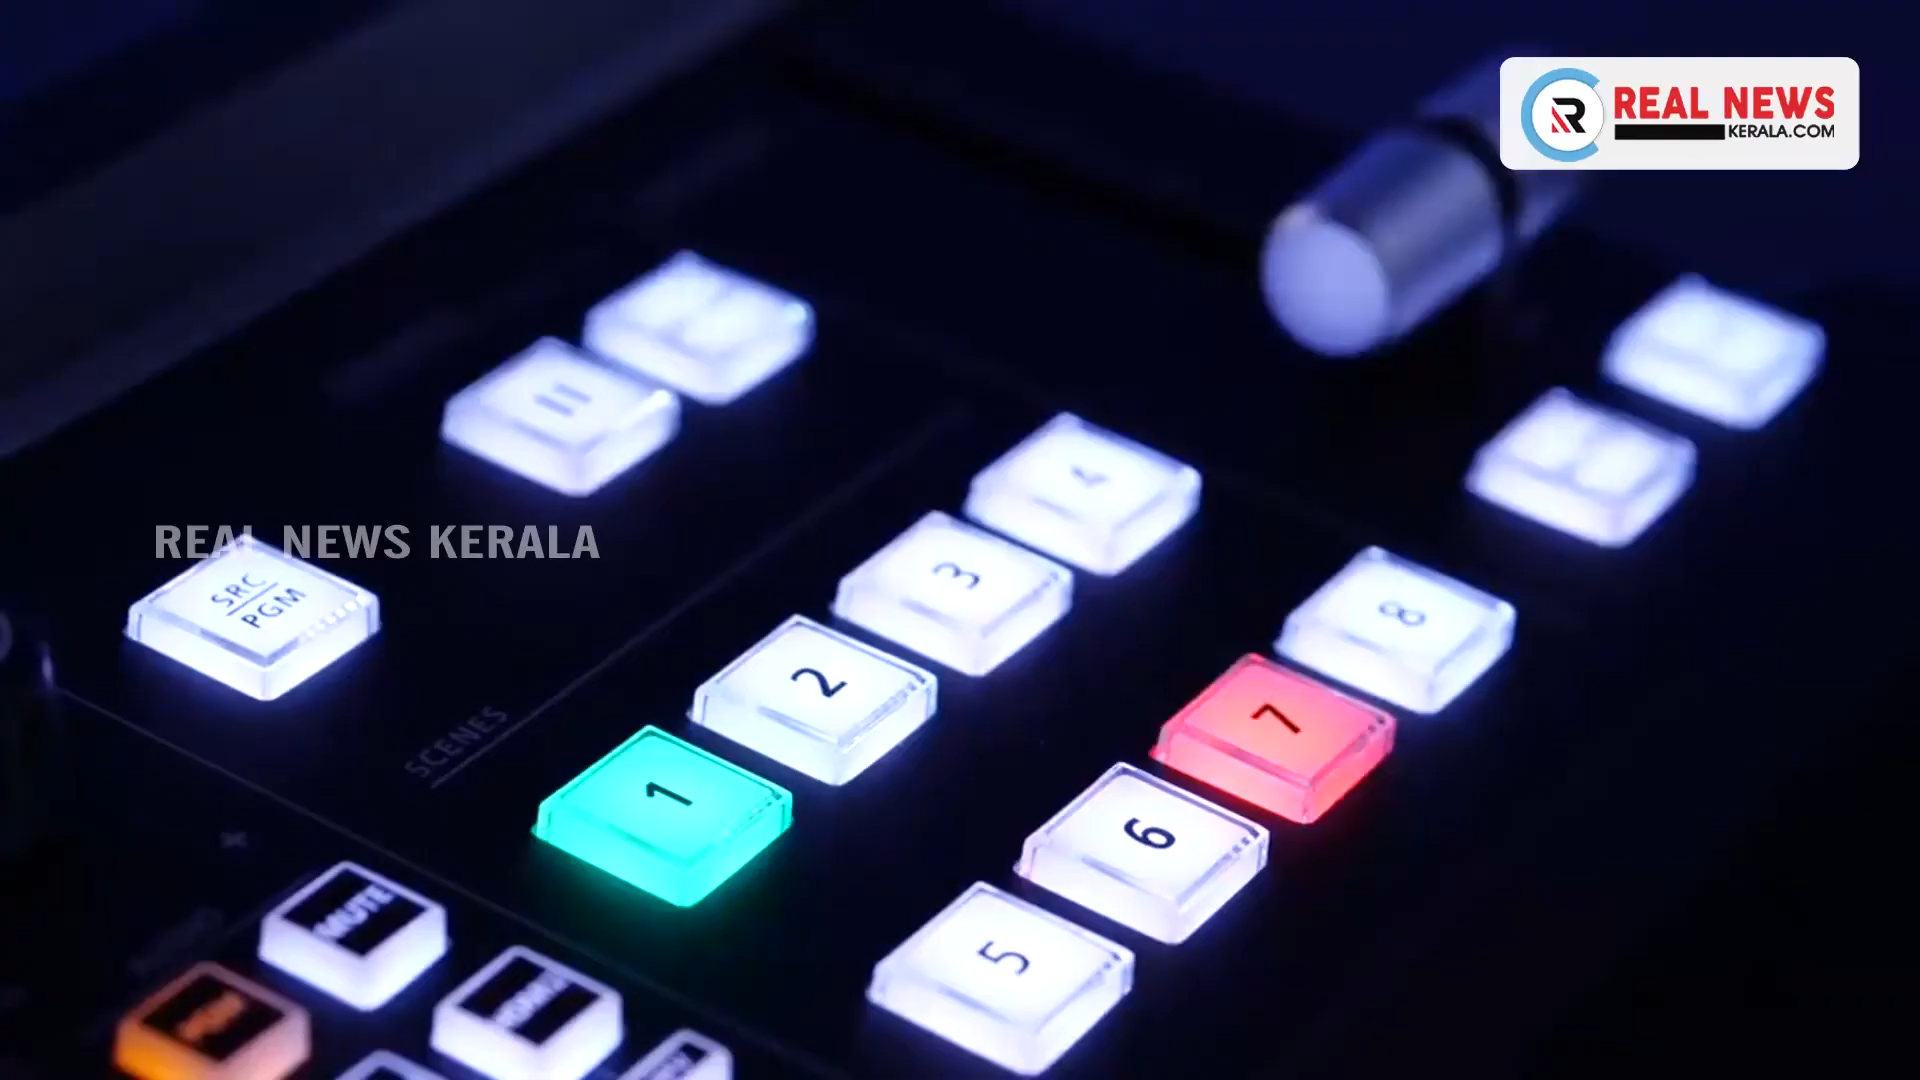 REAL NEWS
KERALA.COM
REAL NEWS KERALA
SRC
PGM
4
3
8
2
7
SCENES
1
6
MUTE
5